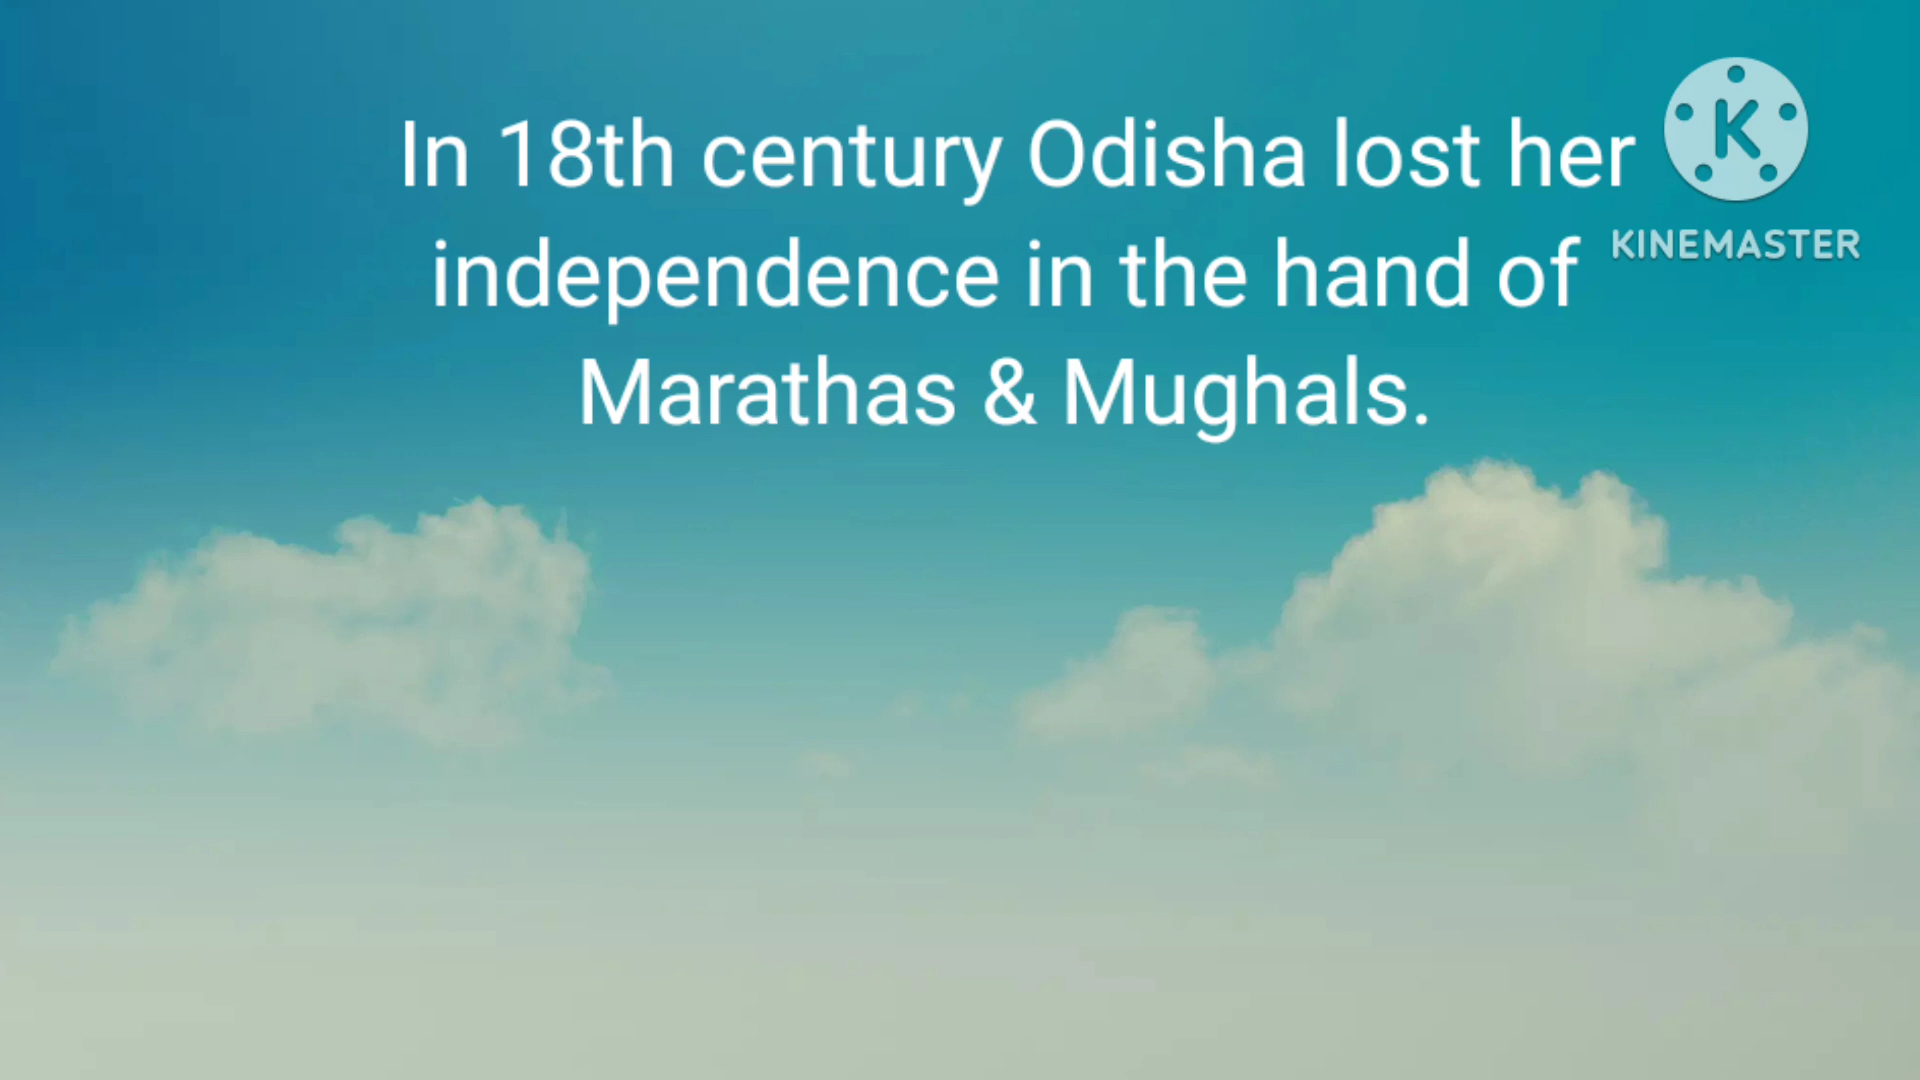 In 18th century Odisha lost her
independence in the hand of
Marathas & Mughals.
K
KINEMASTER